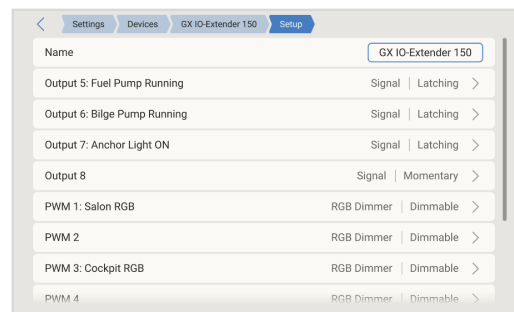 Settings Devices GX IO-Extender 150 Setup
Name GX IO-Extender 150
Output 5: Fuel Pump Running Signal | Latching
Output 6: Bilge Pump Running Signal | Latching
Output 7: Anchor Light ON Signal | Latching
Output 8 Signal | Momentary
PWM 1: Salon RGB RGB Dimmer | Dimmable
PWM 2 RGB Dimmer | Dimmable
PWM 3: Cockpit RGB RGB Dimmer | Dimmable
PWM 4 RGB Dimmer | Dimmable